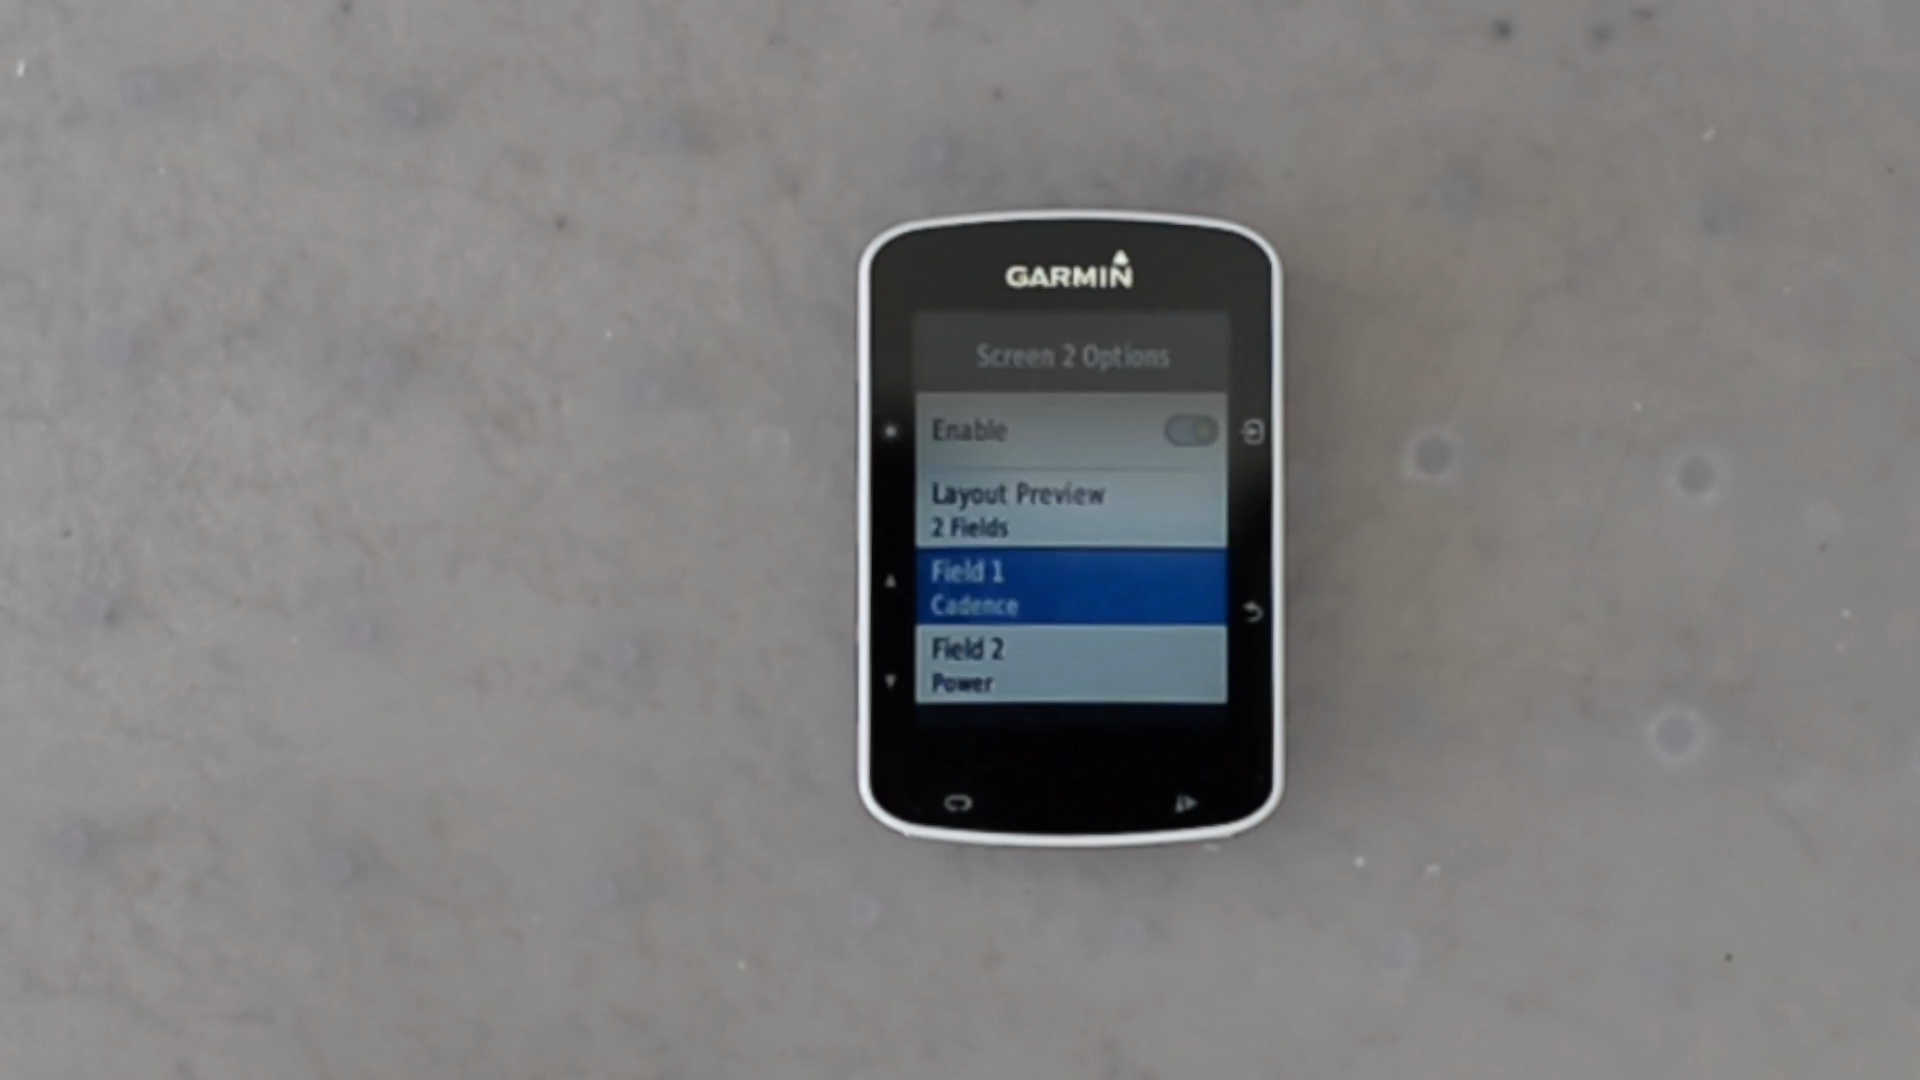 GARMIN
Screen 2 Options
Enable
Layout Preview
2 Fields
Field 1
Cadence
Field 2
Power